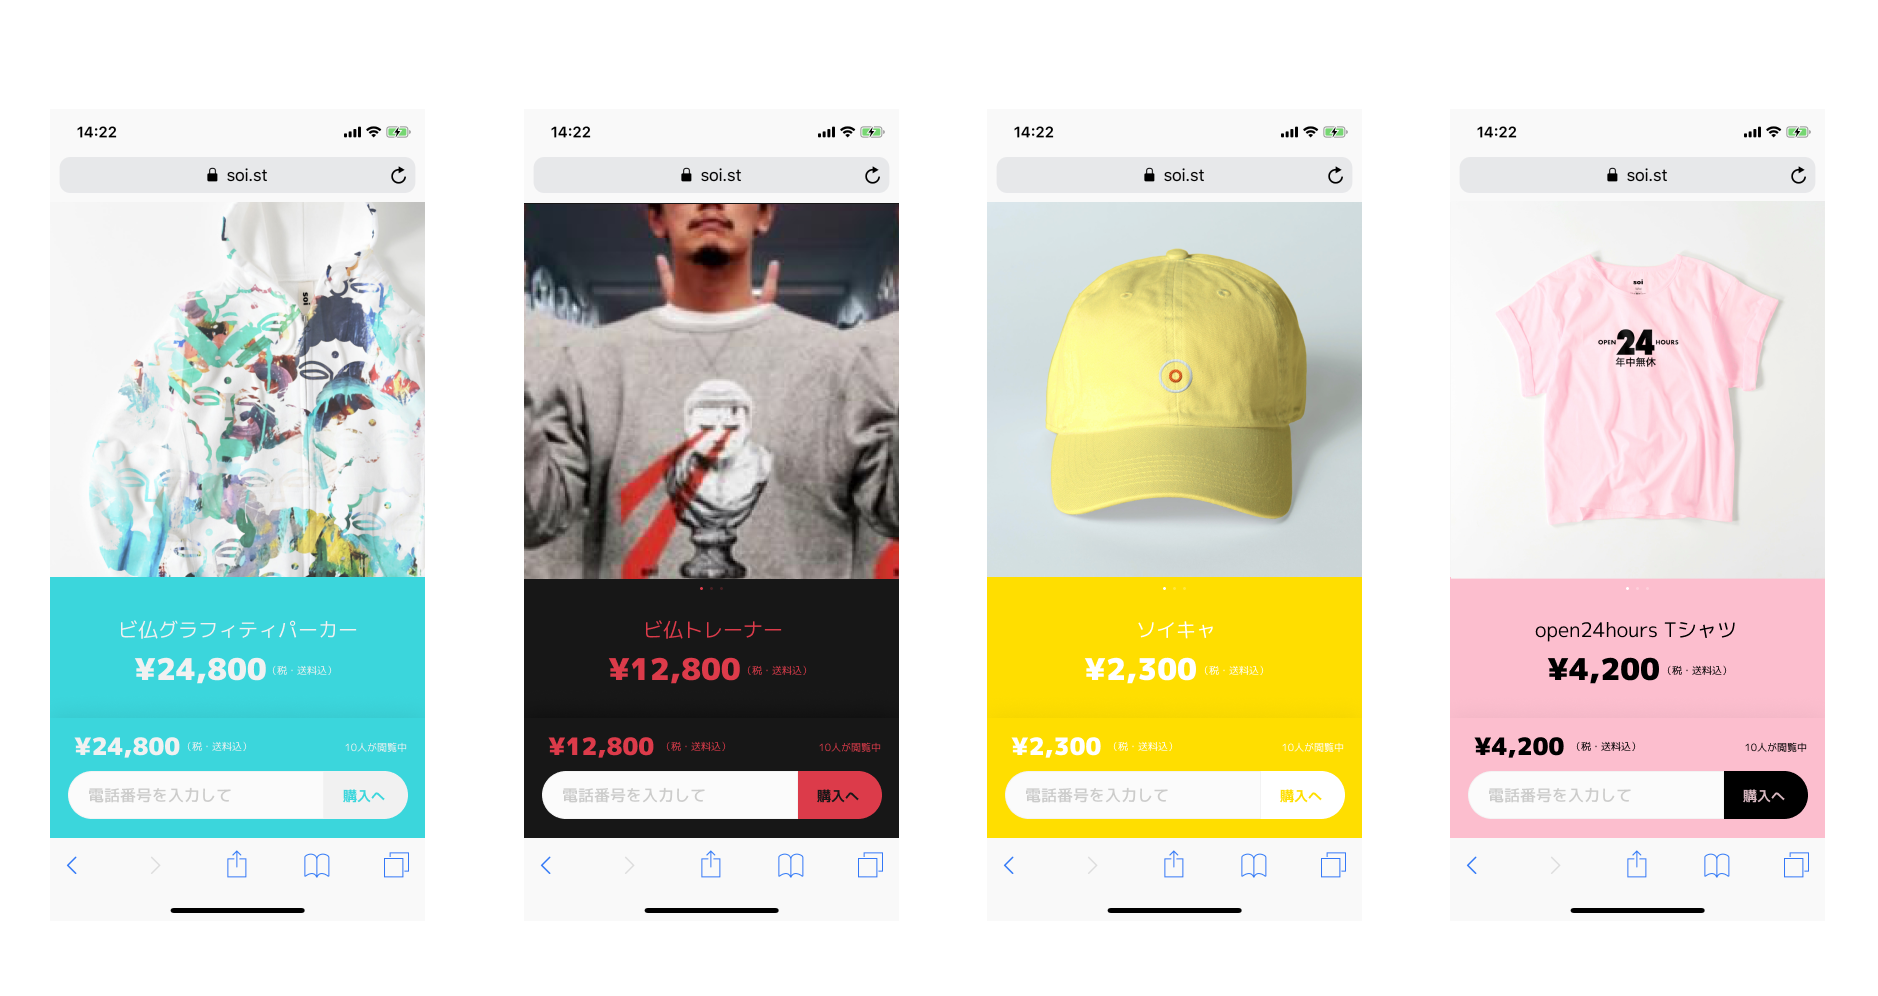 14:22
soi.st
soi
ビ仏グラフィティパーカー
¥24,800(税・送料込)
¥24,800(税・送料込)
10人が閲覧中
電話番号を入力して
購入へ
14:22
soi.st
ビ仏トレーナー
¥12,800(税・送料込)
¥12,800(税・送料込)
10人が閲覧中
電話番号を入力して
購入へ
14:22
soi.st
ソイキャ
¥2,300(税・送料込)
¥2,300(税・送料込)
10人が閲覧中
電話番号を入力して
購入へ
14:22
soi.st
soi
OPEN 24 HOURS
年中無休
open24hours Tシャツ
¥4,200(税・送料込)
¥4,200(税・送料込)
10人が閲覧中
電話番号を入力して
購入へ